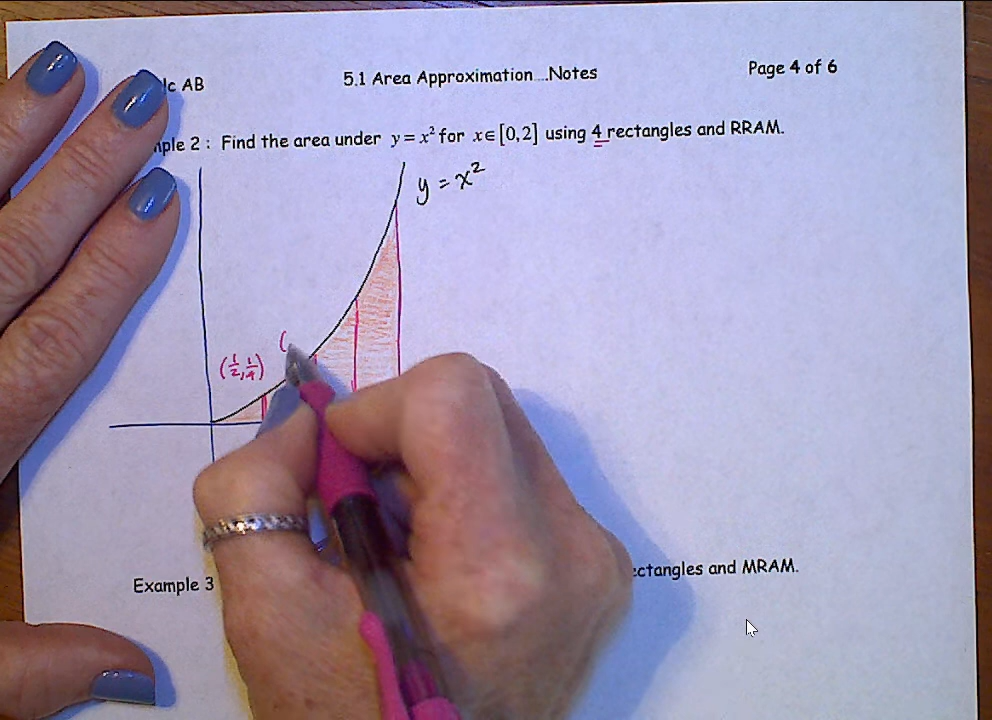 lc AB 5.1 Area Approximation...Notes Page 4 of 6
mple 2 : Find the area under y = x² for x∈[0,2] using 4 rectangles and RRAM.
y = x²
(
(1/2, 1/4)
Example 3 ectangles and MRAM.